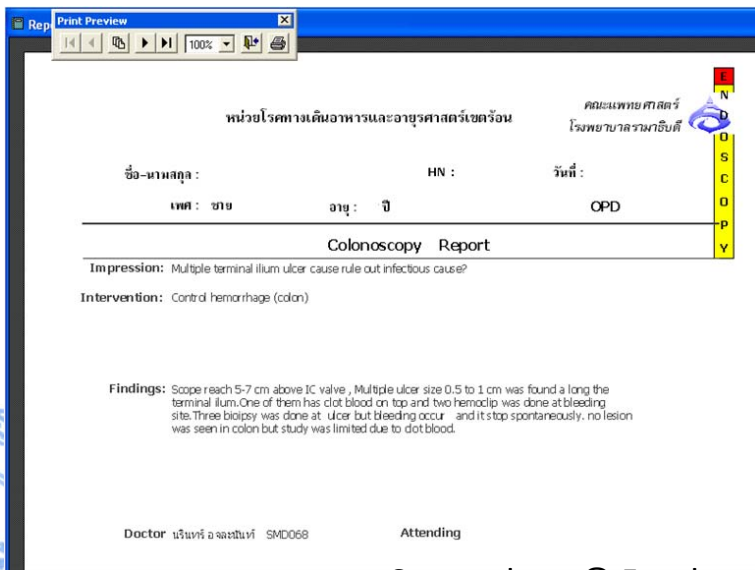 Print Preview
100%
หน่วยโรคทางเดินอาหารและอายุรศาสตร์เขตร้อน
คณะแพทยศาสตร์
โรงพยาบาลรามาธิบดี
ENDOSCOPY
ชื่อ-นามสกุล : HN : วันที่ :
เพศ : ชาย อายุ : ปี OPD
Colonoscopy Report
Impression: Multiple terminal ilium ulcer cause rule out infectious cause?
Intervention: Control hemorrhage (colon)
Findings: Scope reach 5-7 cm above IC valve , Multiple ulcer size 0.5 to 1 cm was found a long the
terminal ilum.One of them has clot blood on top and two hemoclip was done at bleeding
site.Three bioipsy was done at ulcer but bleeding occur and it stop spontaneously. no lesion
was seen in colon but study was limited due to clot blood.
Doctor SMD068 Attending